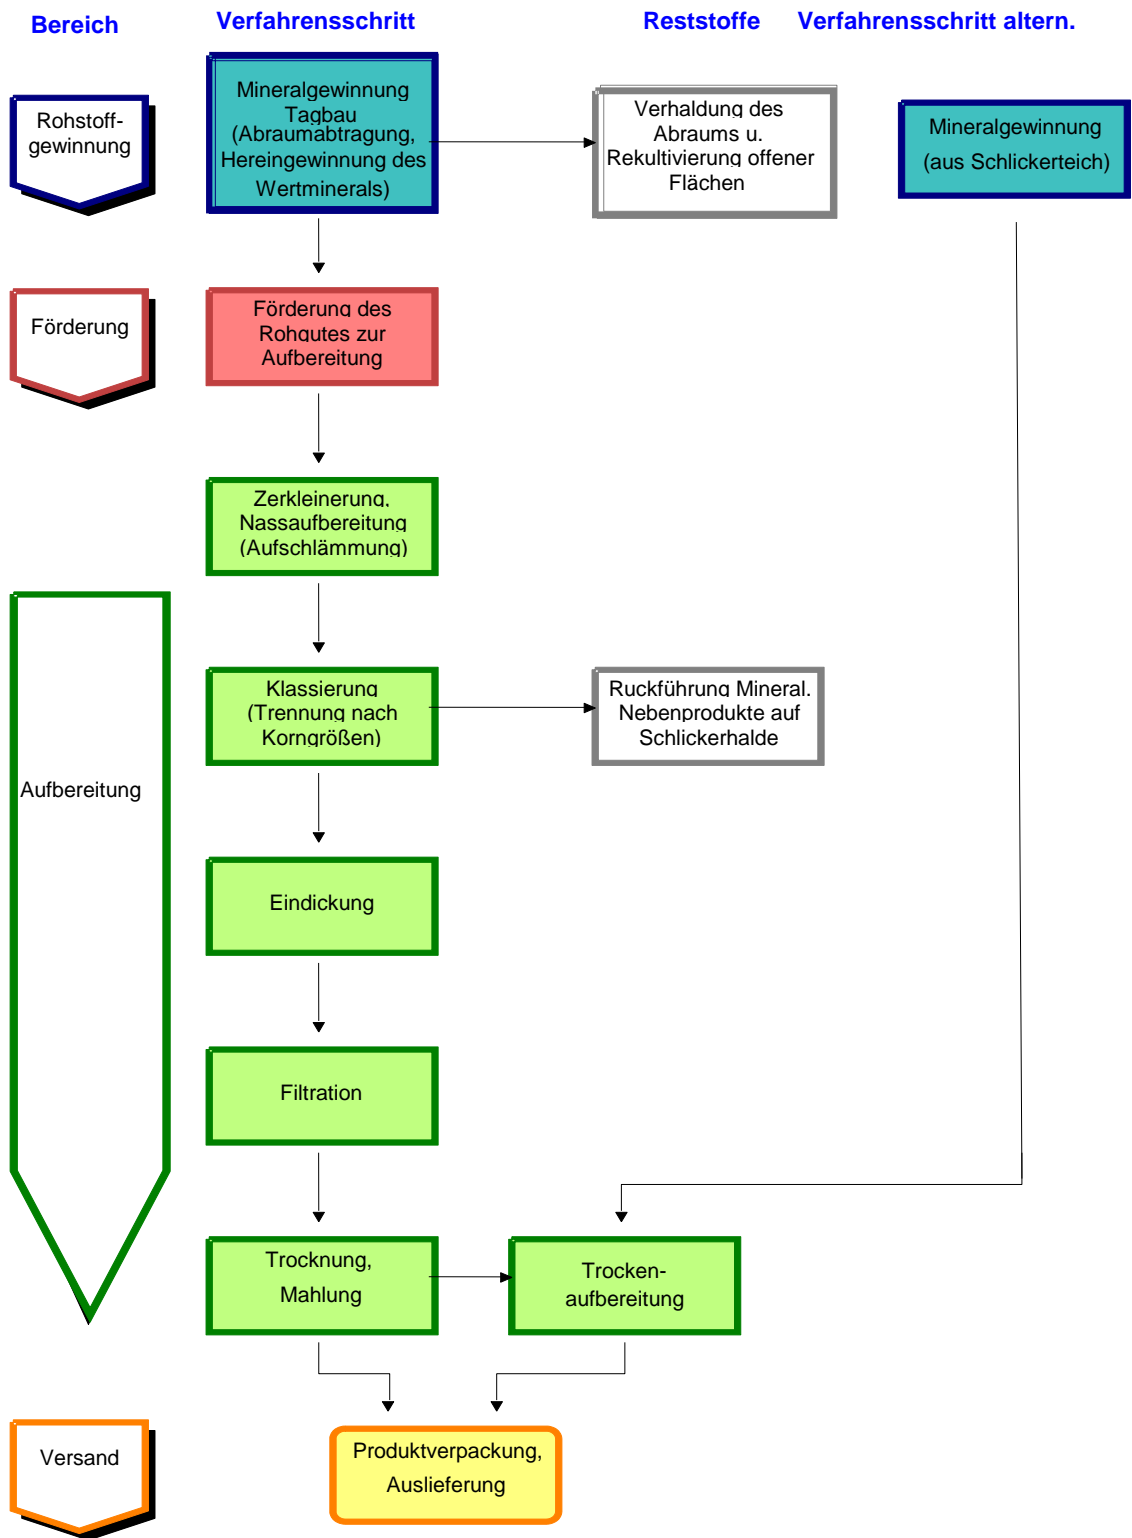 Bereich
Verfahrensschritt
Reststoffe
Verfahrensschritt altern.
Rohstoff-
gewinnung
Mineralgewinnung
Tagbau
(Abraumabtragung,
Hereingewinnung des
Wertminerals)
Verhaldung des
Abraums u.
Rekultivierung offener
Flächen
Mineralgewinnung
(aus Schlickerteich)
Förderung
Förderung des
Rohgutes zur
Aufbereitung
Zerkleinerung,
Nassaufbereitung
(Aufschlämmung)
Klassierung
(Trennung nach
Korngrößen)
Ruckführung Mineral.
Nebenprodukte auf
Schlickerhalde
Aufbereitung
Eindickung
Filtration
Trocknung,
Mahlung
Trocken-
aufbereitung
Versand
Produktverpackung,
Auslieferung